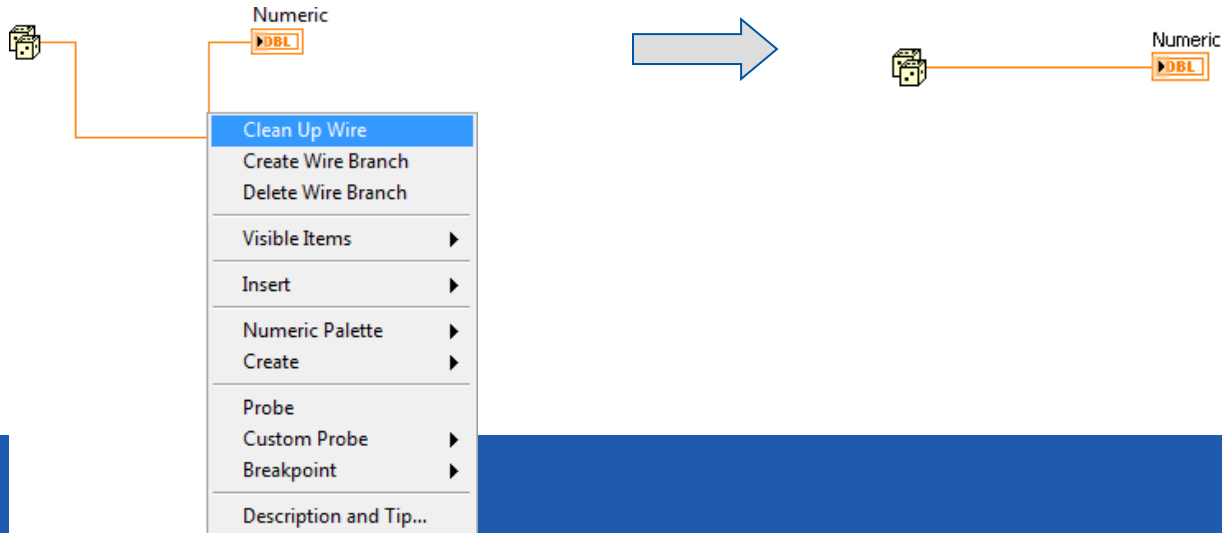 Numeric
DBL
Numeric
DBL
Clean Up Wire
Create Wire Branch
Delete Wire Branch
Visible Items
Insert
Numeric Palette
Create
Probe
Custom Probe
Breakpoint
Description and Tip...